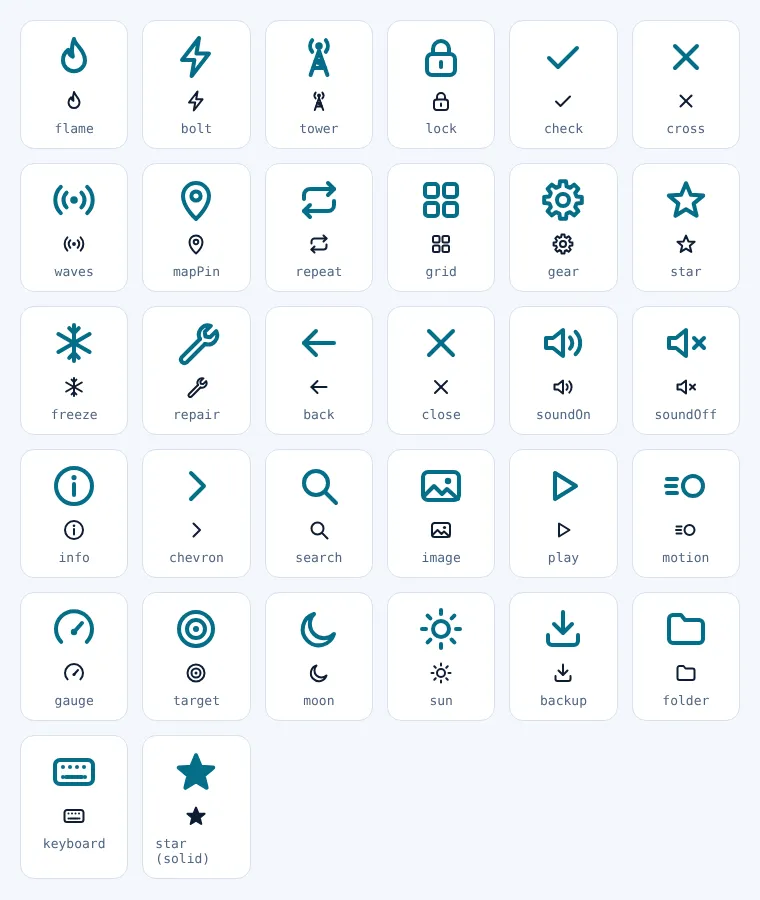 flame
bolt
tower
lock
check
cross
waves
mapPin
repeat
grid
gear
star
freeze
repair
back
close
soundOn
soundOff
info
chevron
search
image
play
motion
gauge
target
moon
sun
backup
folder
keyboard
star
(solid)